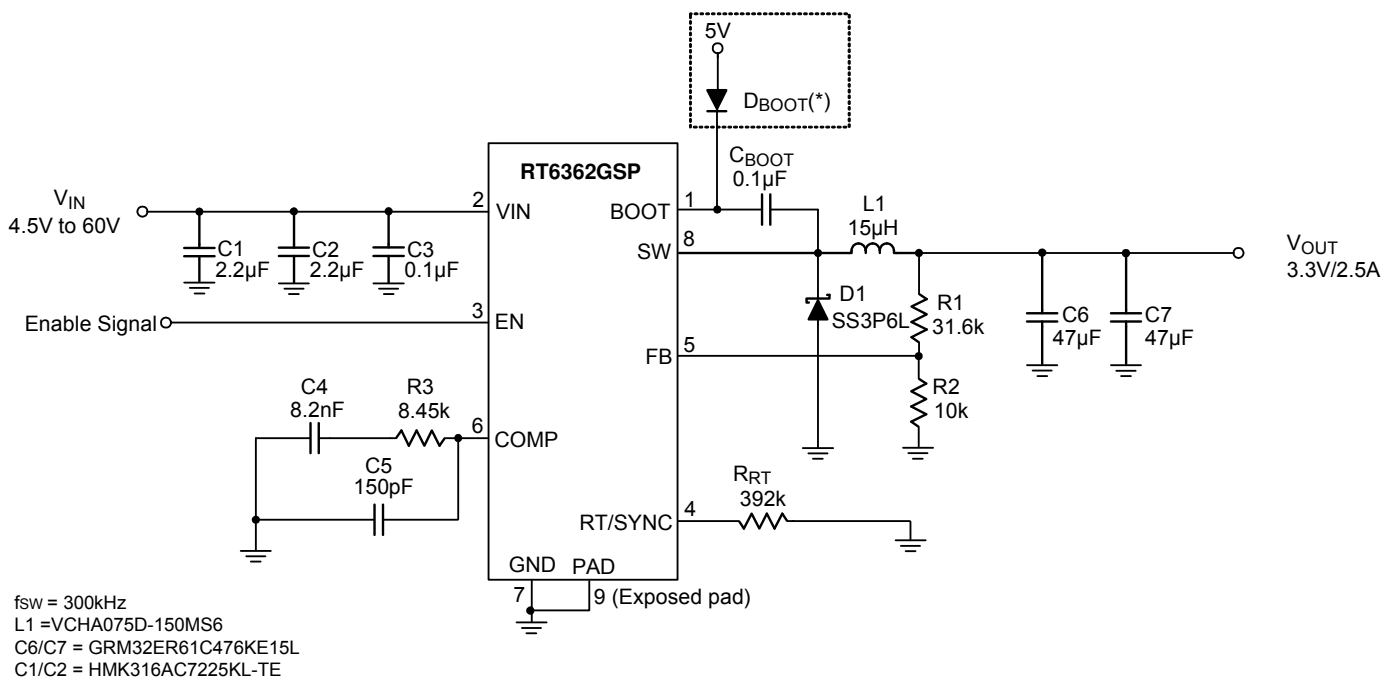 5V
DBOOT(*)
RT6362GSP
CBOOT
0.1µF
VIN
4.5V to 60V
2
VIN
BOOT
1
L1
15µH
8
SW
VOUT
3.3V/2.5A
C1
2.2µF
C2
2.2µF
C3
0.1µF
D1
SS3P6L
R1
31.6k
C6
47µF
C7
47µF
Enable Signal
3
EN
5
FB
R2
10k
C4
8.2nF
R3
8.45k
6
COMP
C5
150pF
RRT
392k
RT/SYNC
4
GND
PAD
7
9 (Exposed pad)
fSW = 300kHz
L1 =VCHA075D-150MS6
C6/C7 = GRM32ER61C476KE15L
C1/C2 = HMK316AC7225KL-TE